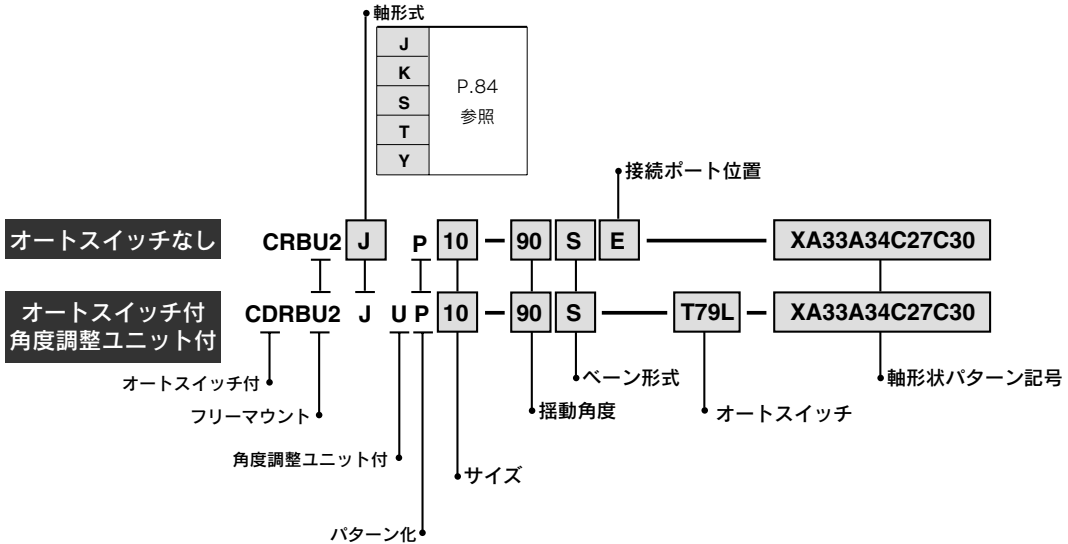 軸形式
J
K
S
T
Y
P.84
参照
接続ポート位置
オートスイッチなし
CRBU2 J P 10 — 90 S E — XA33A34C27C30
オートスイッチ付
角度調整ユニット付
CDRBU2 J U P 10 — 90 S — T79L — XA33A34C27C30
オートスイッチ付
フリーマウント
角度調整ユニット付
パターン化
サイズ
揺動角度
ベーン形式
オートスイッチ
軸形状パターン記号